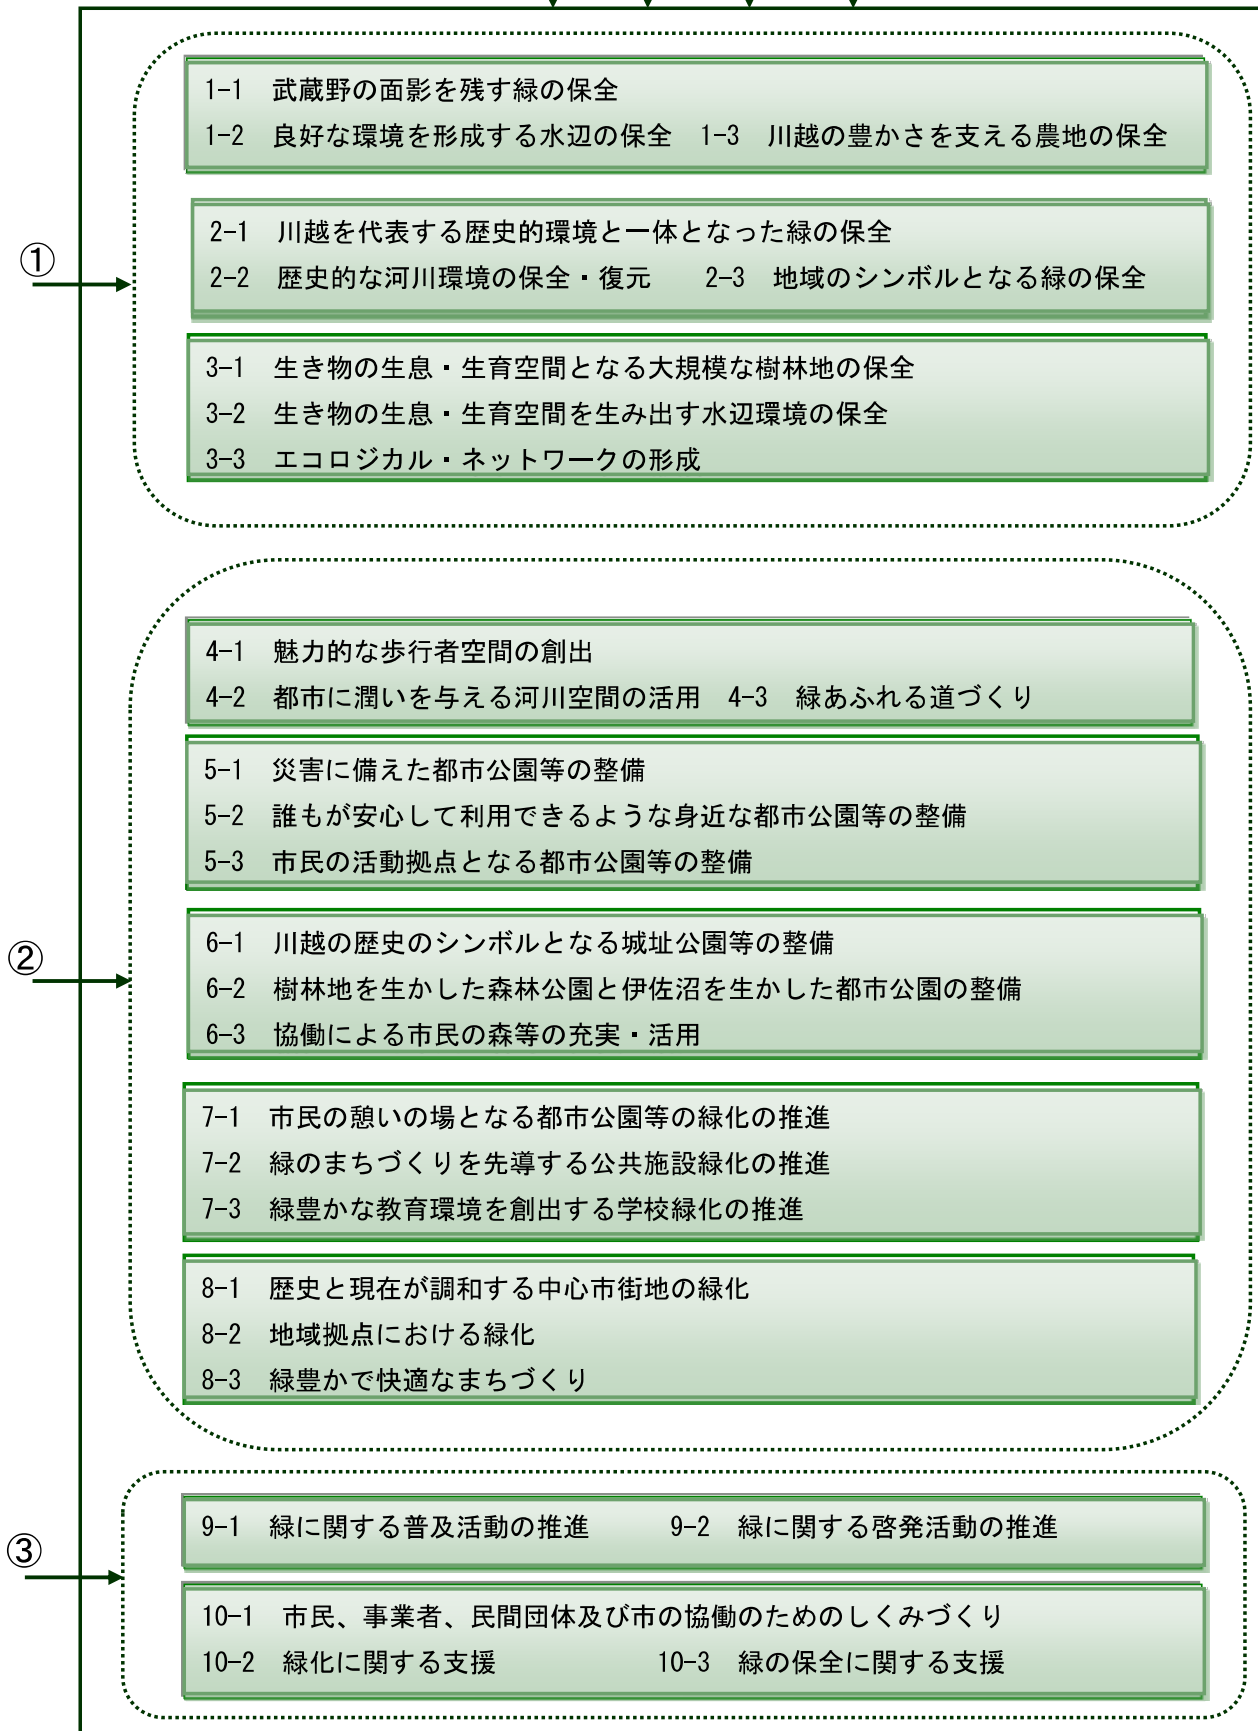 1-1 武蔵野の面影を残す緑の保全
1-2 良好な環境を形成する水辺の保全 1-3 川越の豊かさを支える農地の保全
①
2-1 川越を代表する歴史的環境と一体となった緑の保全
2-2 歴史的な河川環境の保全・復元 2-3 地域のシンボルとなる緑の保全
3-1 生き物の生息・生育空間となる大規模な樹林地の保全
3-2 生き物の生息・生育空間を生み出す水辺環境の保全
3-3 エコロジカル・ネットワークの形成
4-1 魅力的な歩行者空間の創出
4-2 都市に潤いを与える河川空間の活用 4-3 緑あふれる道づくり
5-1 災害に備えた都市公園等の整備
5-2 誰もが安心して利用できるような身近な都市公園等の整備
5-3 市民の活動拠点となる都市公園等の整備
②
6-1 川越の歴史のシンボルとなる城址公園等の整備
6-2 樹林地を生かした森林公園と伊佐沼を生かした都市公園の整備
6-3 協働による市民の森等の充実・活用
7-1 市民の憩いの場となる都市公園等の緑化の推進
7-2 緑のまちづくりを先導する公共施設緑化の推進
7-3 緑豊かな教育環境を創出する学校緑化の推進
8-1 歴史と現在が調和する中心市街地の緑化
8-2 地域拠点における緑化
8-3 緑豊かで快適なまちづくり
③
9-1 緑に関する普及活動の推進 9-2 緑に関する啓発活動の推進
10-1 市民、事業者、民間団体及び市の協働のためのしくみづくり
10-2 緑化に関する支援 10-3 緑の保全に関する支援